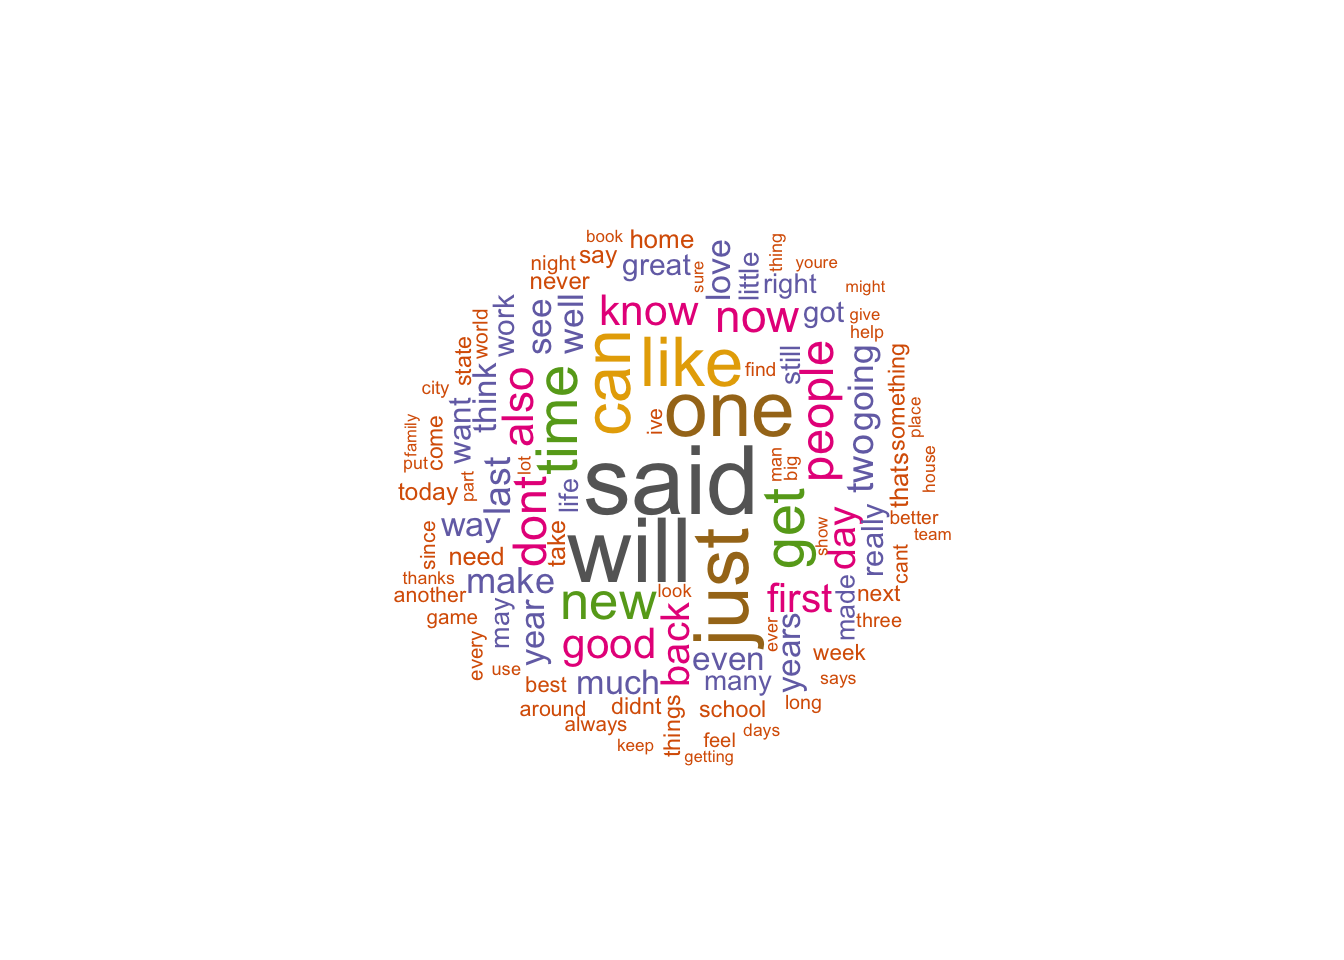 book
home
say
night
never
great
sure
love
little
thing
youre
right
might
know
now
got
give
help
world
work
see
well
state
can
like
find
still
people
going
something
city
think
also
time
one
ive
place
family
want
come
put
said
man
big
two
thats
house
today
part
last
lot
dont
life
get
way
will
just
show
day
really
better
team
since
need
take
cant
thanks
make
look
another
new
first
made
next
game
may
year
good
back
ever
years
three
every
use
even
week
best
much
many
says
around
didnt
things
school
long
always
keep
feel
days
getting